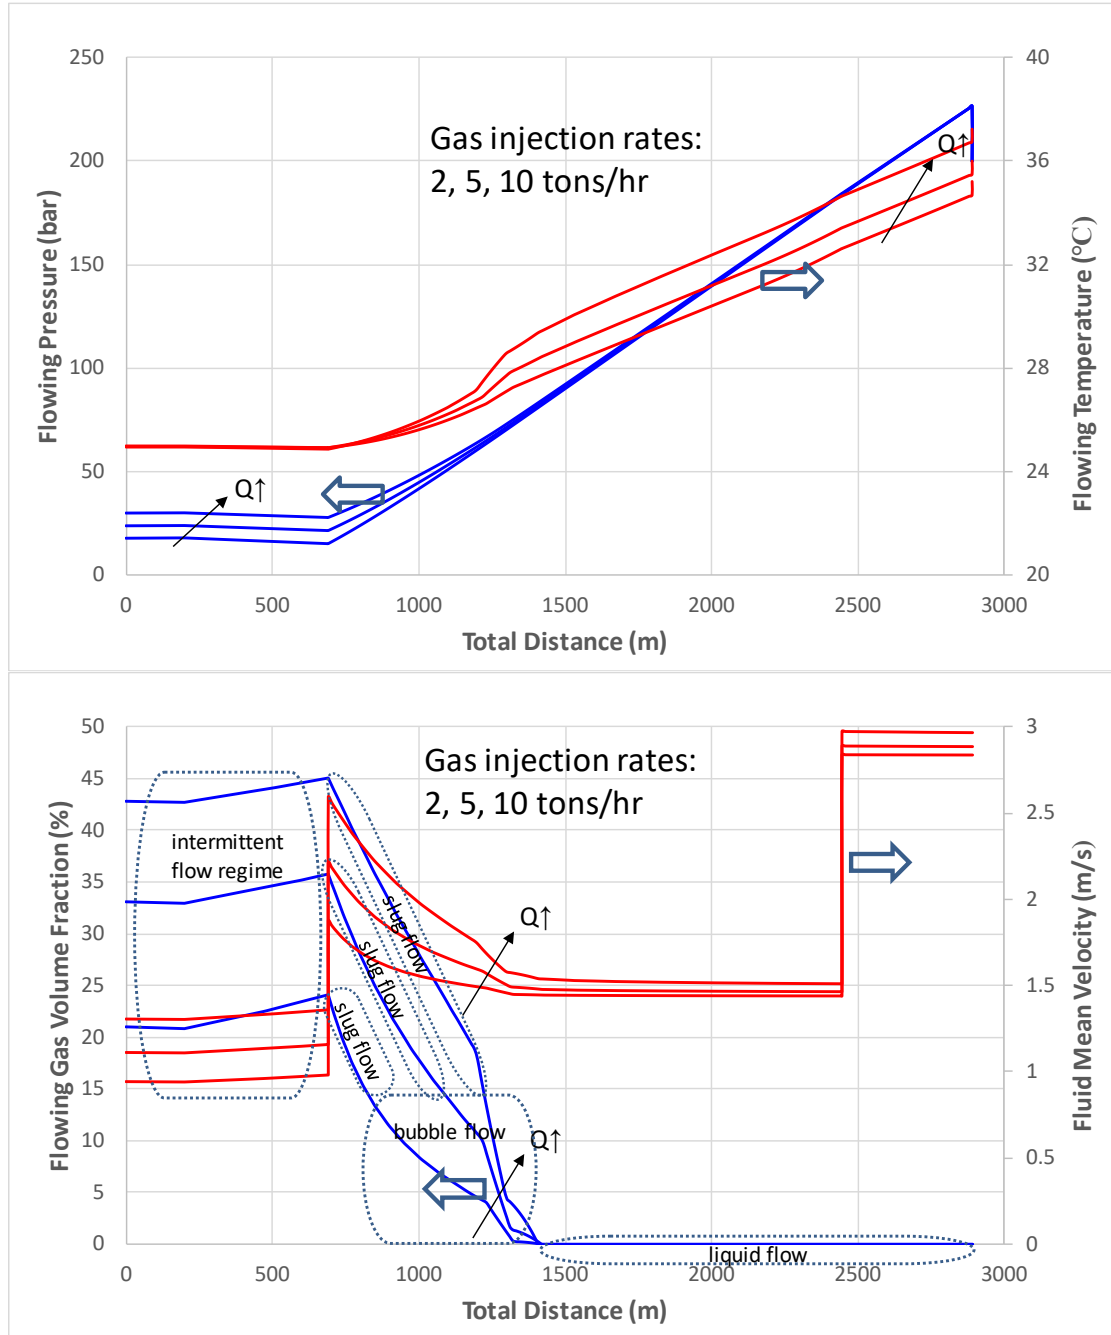 250
200
150
100
50
0
Flowing Pressure (bar)
40
36
32
28
24
20
Flowing Temperature (°C)
Gas injection rates:
2, 5, 10 tons/hr
Q↑
Q↑
0 500 1000 1500 2000 2500 3000
Total Distance (m)
50
45
40
35
30
25
20
15
10
5
0
Flowing Gas Volume Fraction (%)
3
2.5
2
1.5
1
0.5
0
Fluid Mean Velocity (m/s)
Gas injection rates:
2, 5, 10 tons/hr
intermittent
flow regime
slug flow
slug flow
slug flow
Q↑
bubble flow
Q↑
liquid flow
0 500 1000 1500 2000 2500 3000
Total Distance (m)